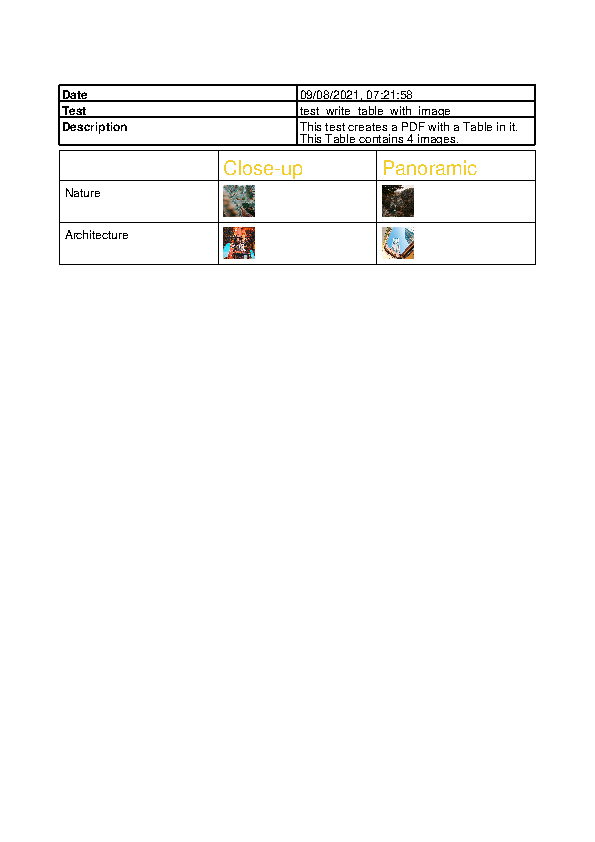 Date 09/08/2021, 07:21:58
Test test_write_table_with_image
Description This test creates a PDF with a Table in it.
This Table contains 4 images.
Close-up Panoramic
Nature
Architecture